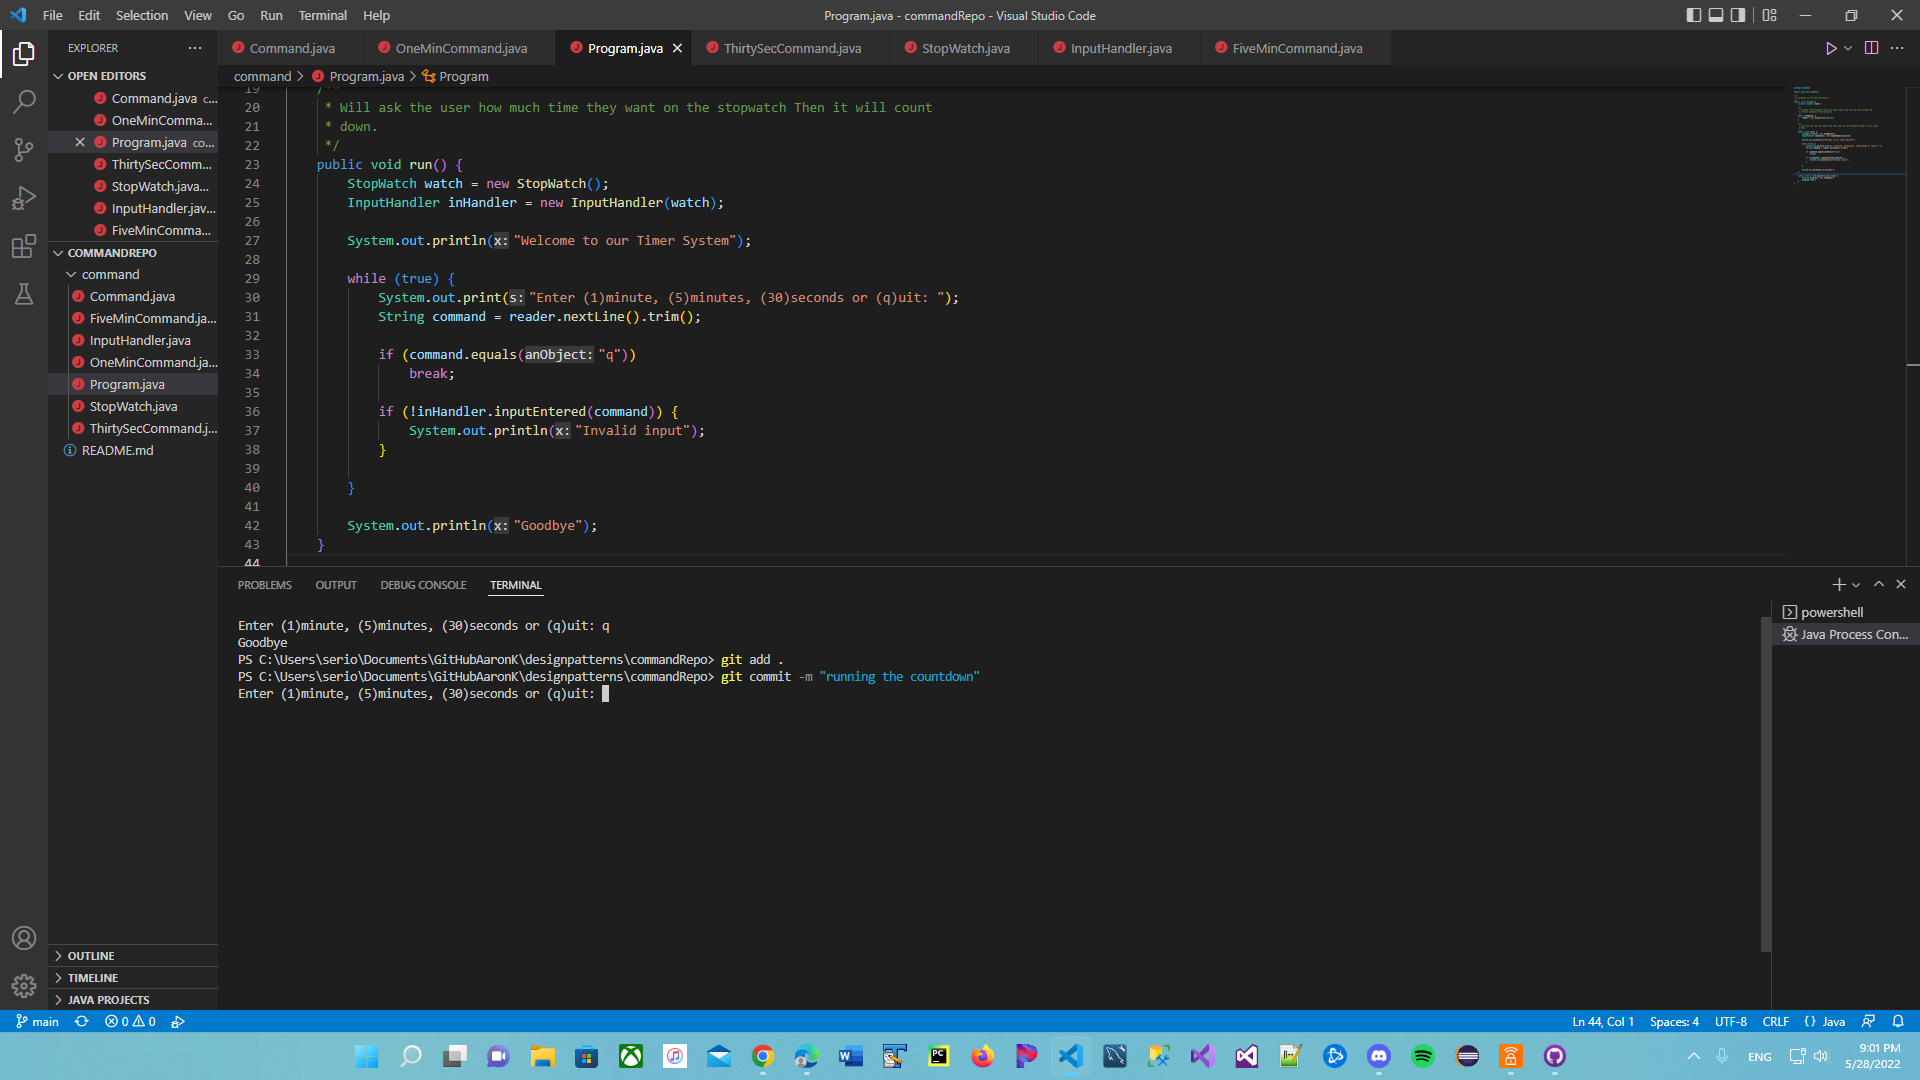 File Edit Selection View Go Run Terminal Help
Program.java - commandRepo - Visual Studio Code
EXPLORER
OPEN EDITORS
Command.java c...
OneMinComma...
Program.java co...
ThirtySecComm...
StopWatch.java...
InputHandler.jav...
FiveMinComma...
COMMANDREPO
command
Command.java
FiveMinCommand.ja...
InputHandler.java
OneMinCommand.ja...
Program.java
StopWatch.java
ThirtySecCommand.j...
README.md
OUTLINE
TIMELINE
JAVA PROJECTS
Command.java OneMinCommand.java Program.java ThirtySecCommand.java StopWatch.java InputHandler.java FiveMinCommand.java
command > Program.java > Program
19 /**
20 * Will ask the user how much time they want on the stopwatch Then it will count
21 * down.
22 */
23 public void run() {
24 StopWatch watch = new StopWatch();
25 InputHandler inHandler = new InputHandler(watch);
26
27 System.out.println(x: "Welcome to our Timer System");
28
29 while (true) {
30 System.out.print(s: "Enter (1)minute, (5)minutes, (30)seconds or (q)uit: ");
31 String command = reader.nextLine().trim();
32
33 if (command.equals(anObject: "q"))
34 break;
35
36 if (!inHandler.inputEntered(command)) {
37 System.out.println(x: "Invalid input");
38 }
39
40 }
41
42 System.out.println(x: "Goodbye");
43 }
44
PROBLEMS OUTPUT DEBUG CONSOLE TERMINAL
Enter (1)minute, (5)minutes, (30)seconds or (q)uit: q
Goodbye
PS C:\Users\serio\Documents\GitHubAaronK\designpatterns\commandRepo> git add .
PS C:\Users\serio\Documents\GitHubAaronK\designpatterns\commandRepo> git commit -m "running the countdown"
Enter (1)minute, (5)minutes, (30)seconds or (q)uit:
powershell
Java Process Con...
main 0 0
Ln 44, Col 1 Spaces: 4 UTF-8 CRLF {} Java
PC
ENG
9:01 PM
5/28/2022